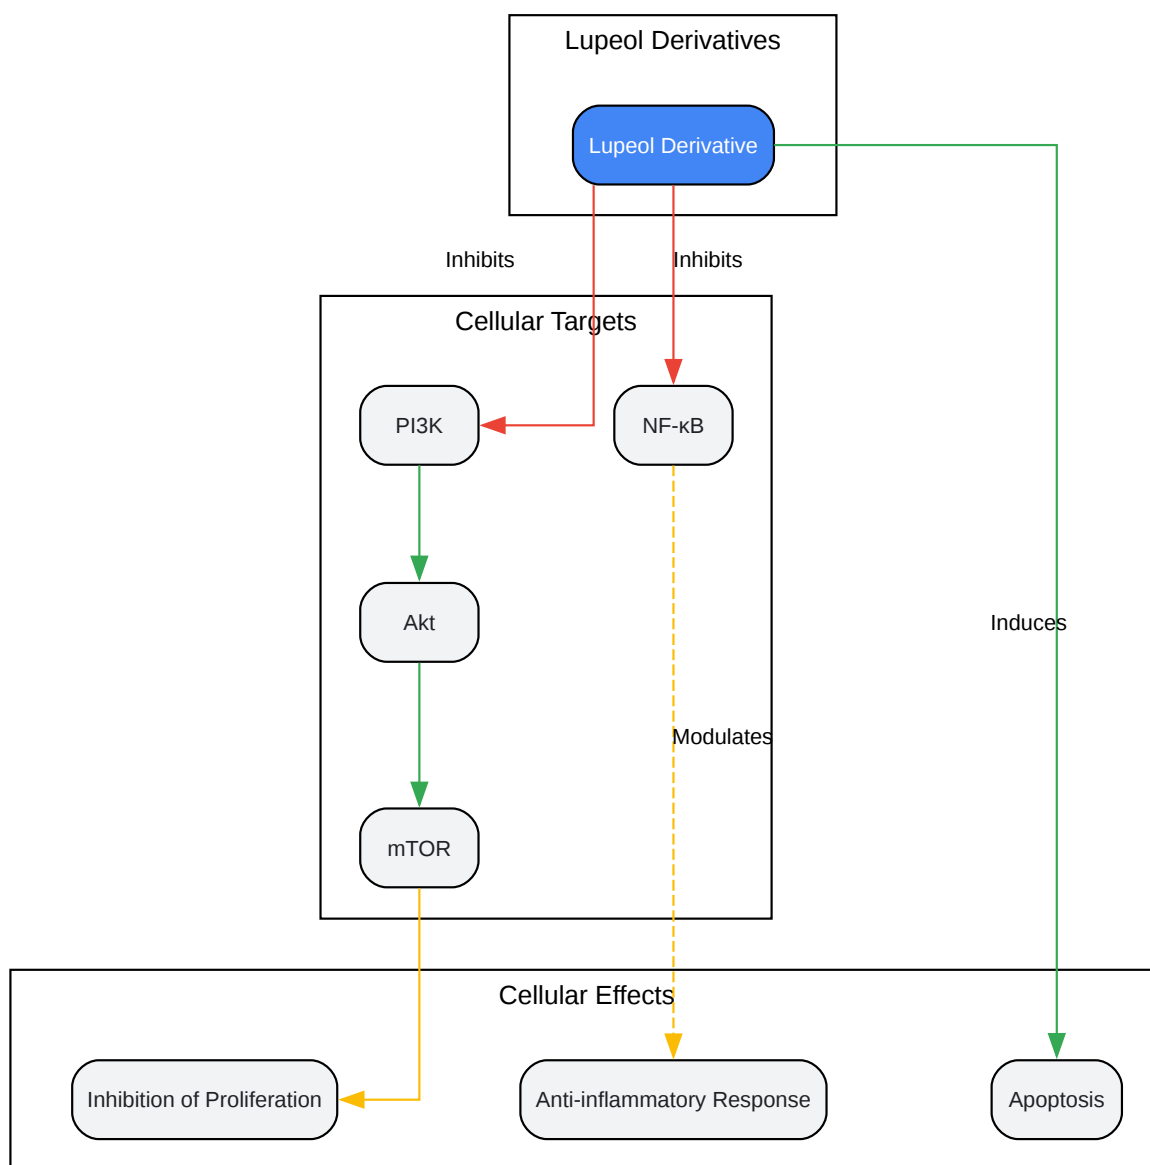 Lupeol Derivatives
Lupeol Derivative
Inhibits
Inhibits
Cellular Targets
PI3K
NF-κB
Akt
Induces
Modulates
mTOR
Cellular Effects
Inhibition of Proliferation
Anti-inflammatory Response
Apoptosis